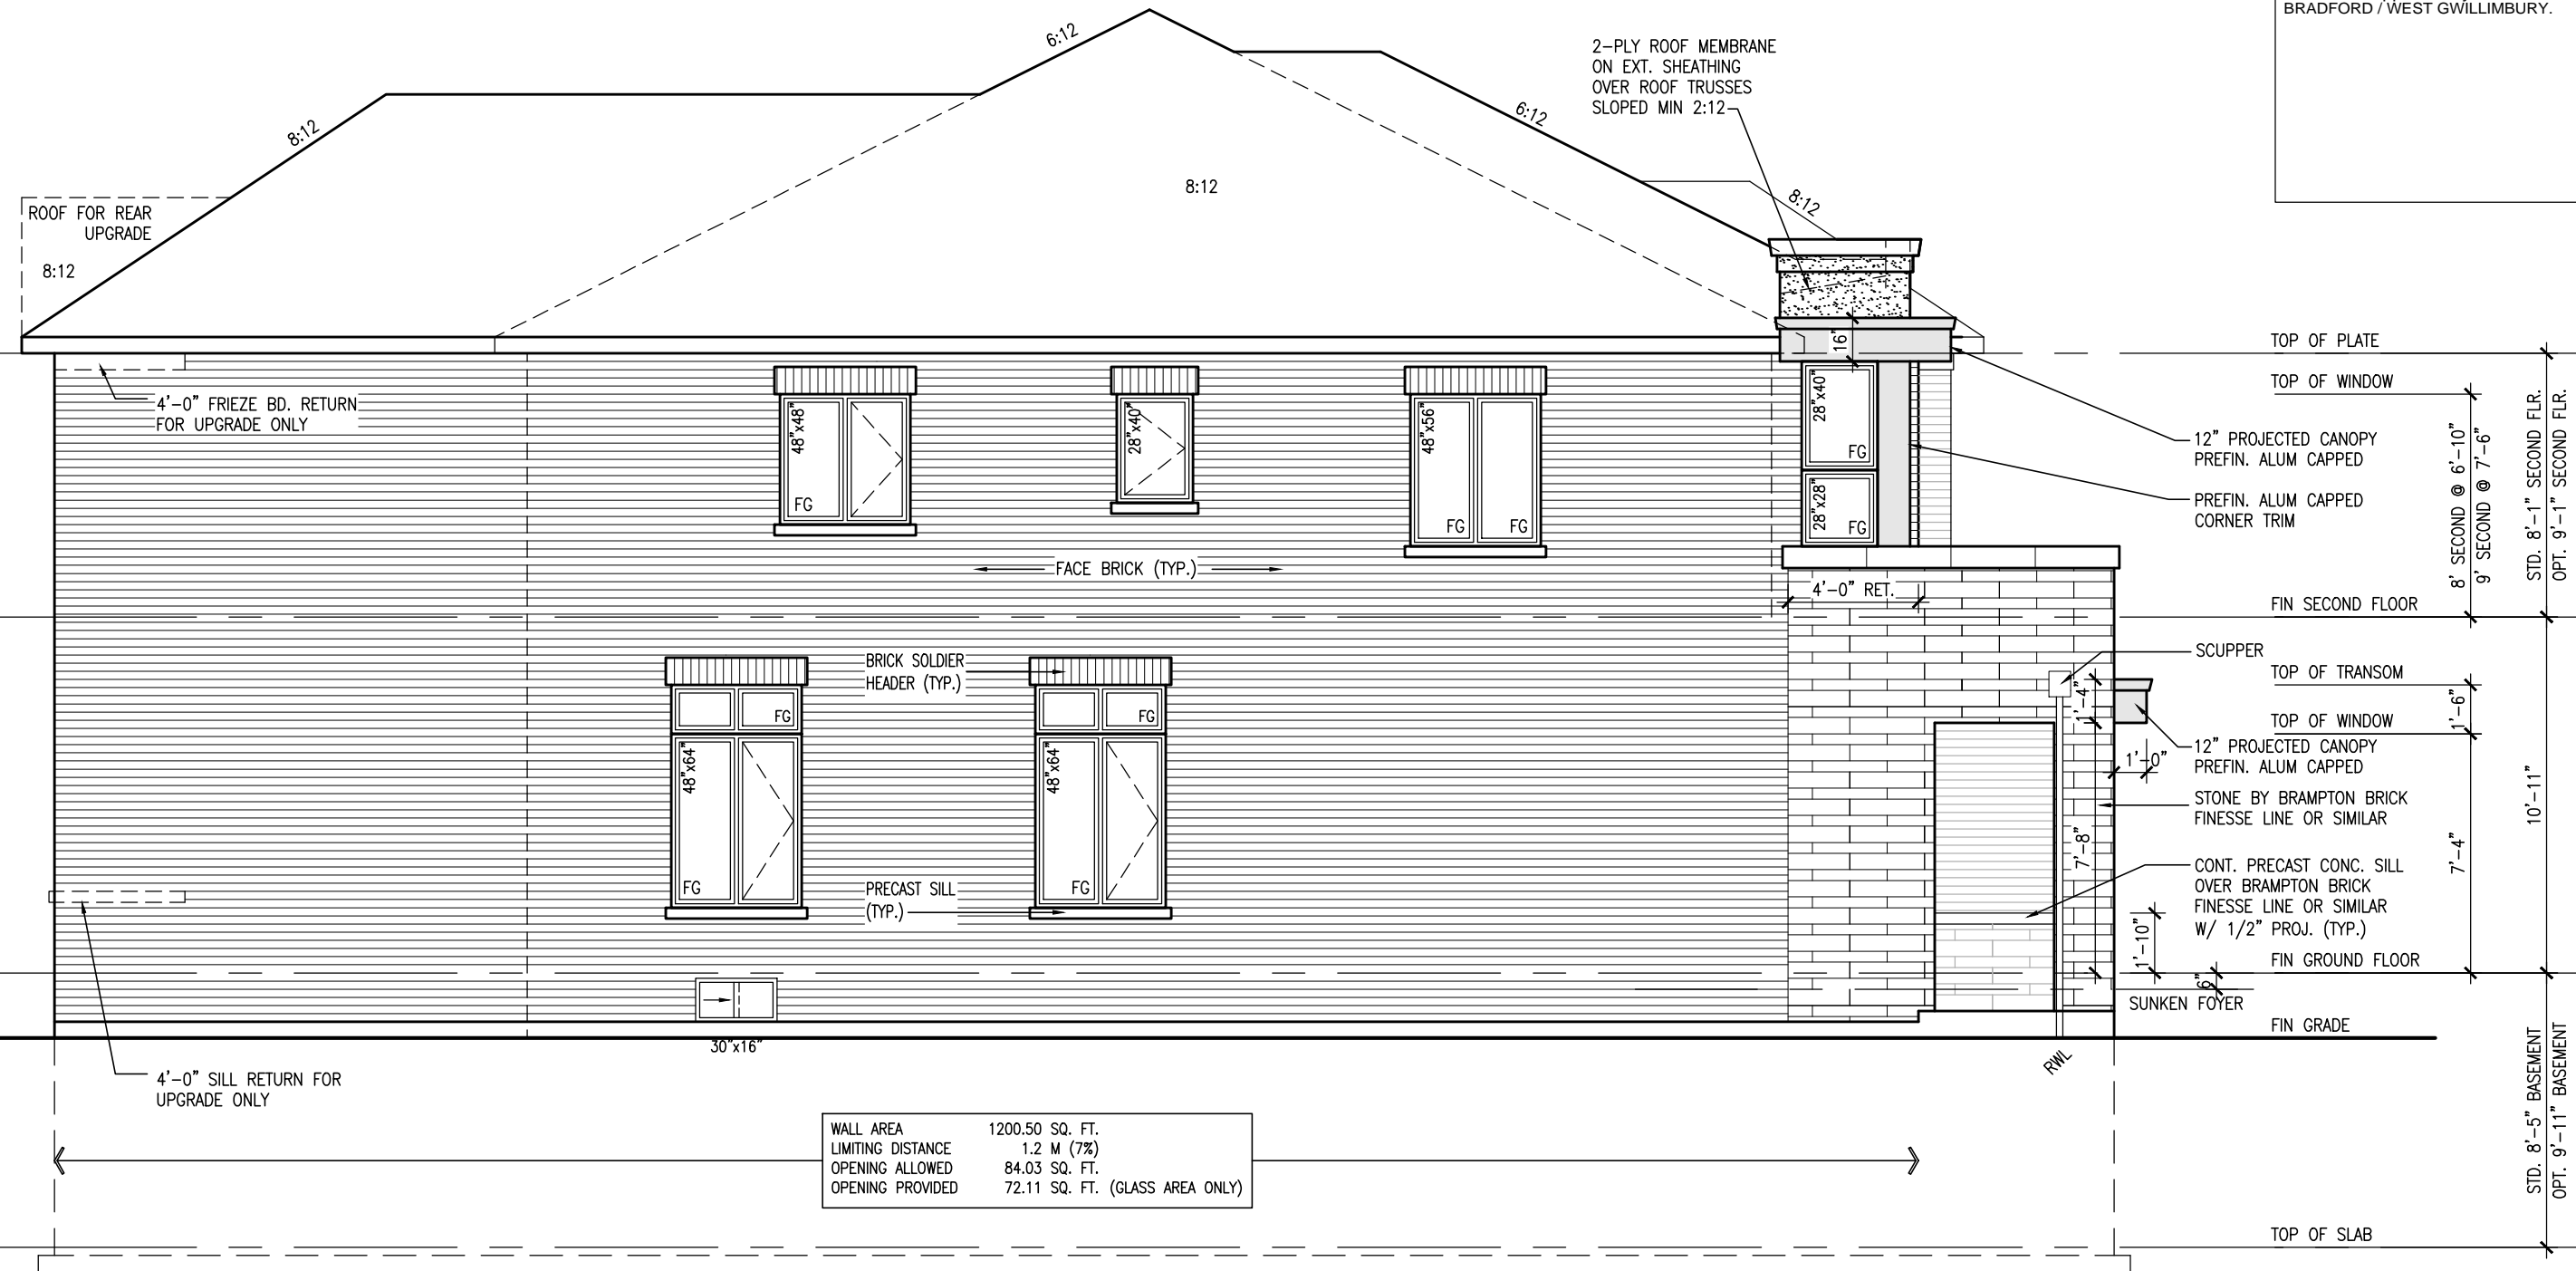 BRADFORD / WEST GWILLIMBURY.
6:12
2-PLY ROOF MEMBRANE
ON EXT. SHEATHING
OVER ROOF TRUSSES
SLOPED MIN 2:12
8:12
6:12
8:12
8:12
ROOF FOR REAR
UPGRADE
8:12
16"
TOP OF PLATE
TOP OF WINDOW
4'-0" FRIEZE BD. RETURN
FOR UPGRADE ONLY
48"x48"
FG
28"x40"
48"x56"
FG
FG
28"x40"
FG
28"x28"
FG
12" PROJECTED CANOPY
PREFIN. ALUM CAPPED
PREFIN. ALUM CAPPED
CORNER TRIM
8' SECOND @ 6'-10"
9' SECOND @ 7'-6"
STD. 8'-1" SECOND FLR.
OPT. 9'-1" SECOND FLR.
FACE BRICK (TYP.)
4'-0" RET.
FIN SECOND FLOOR
BRICK SOLDIER
HEADER (TYP.)
SCUPPER
TOP OF TRANSOM
FG
FG
1'-4"
1'-6"
TOP OF WINDOW
48"x64"
FG
48"x64"
FG
12" PROJECTED CANOPY
PREFIN. ALUM CAPPED
1'-0"
STONE BY BRAMPTON BRICK
FINESSE LINE OR SIMILAR
10'-11"
7'-8"
7'-4"
PRECAST SILL
(TYP.)
CONT. PRECAST CONC. SILL
OVER BRAMPTON BRICK
FINESSE LINE OR SIMILAR
W/ 1/2" PROJ. (TYP.)
1'-10"
FIN GROUND FLOOR
6"
SUNKEN FOYER
FIN GRADE
30"x16"
RWL
4'-0" SILL RETURN FOR
UPGRADE ONLY
STD. 8'-5" BASEMENT
OPT. 9'-11" BASEMENT
WALL AREA 1200.50 SQ. FT.
LIMITING DISTANCE 1.2 M (7%)
OPENING ALLOWED 84.03 SQ. FT.
OPENING PROVIDED 72.11 SQ. FT. (GLASS AREA ONLY)
TOP OF SLAB